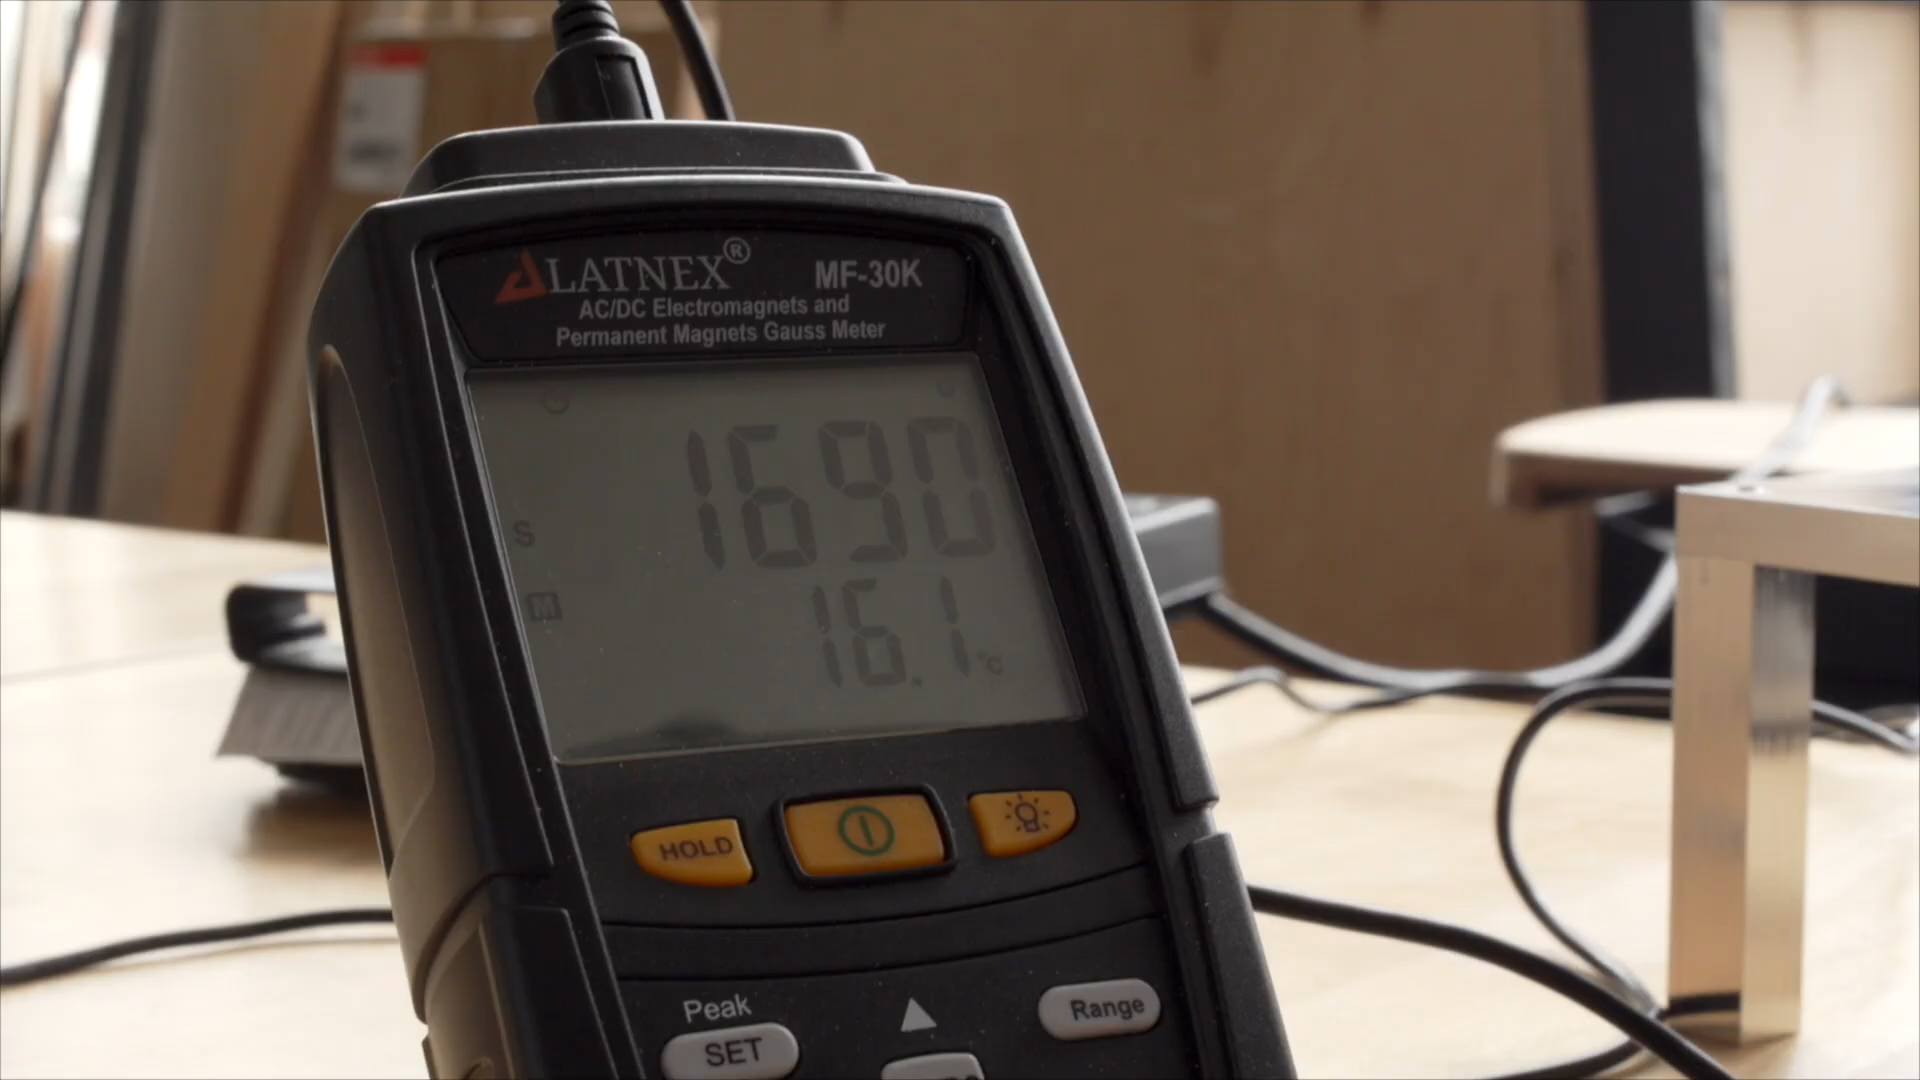 LATNEX® MF-30K
AC/DC Electromagnets and
Permanent Magnets Gauss Meter
1690
S
M
16.1 °C
HOLD
Peak
Range
SET